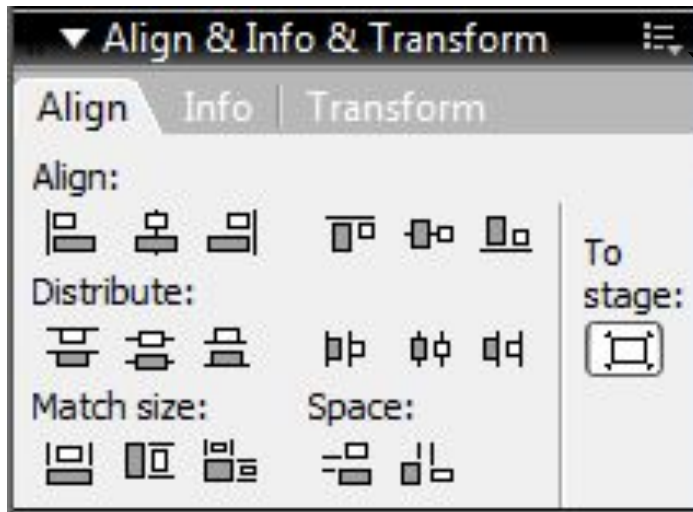 Align & Info & Transform
Align Info Transform
Align:
Distribute:
Match size: Space:
To
stage: